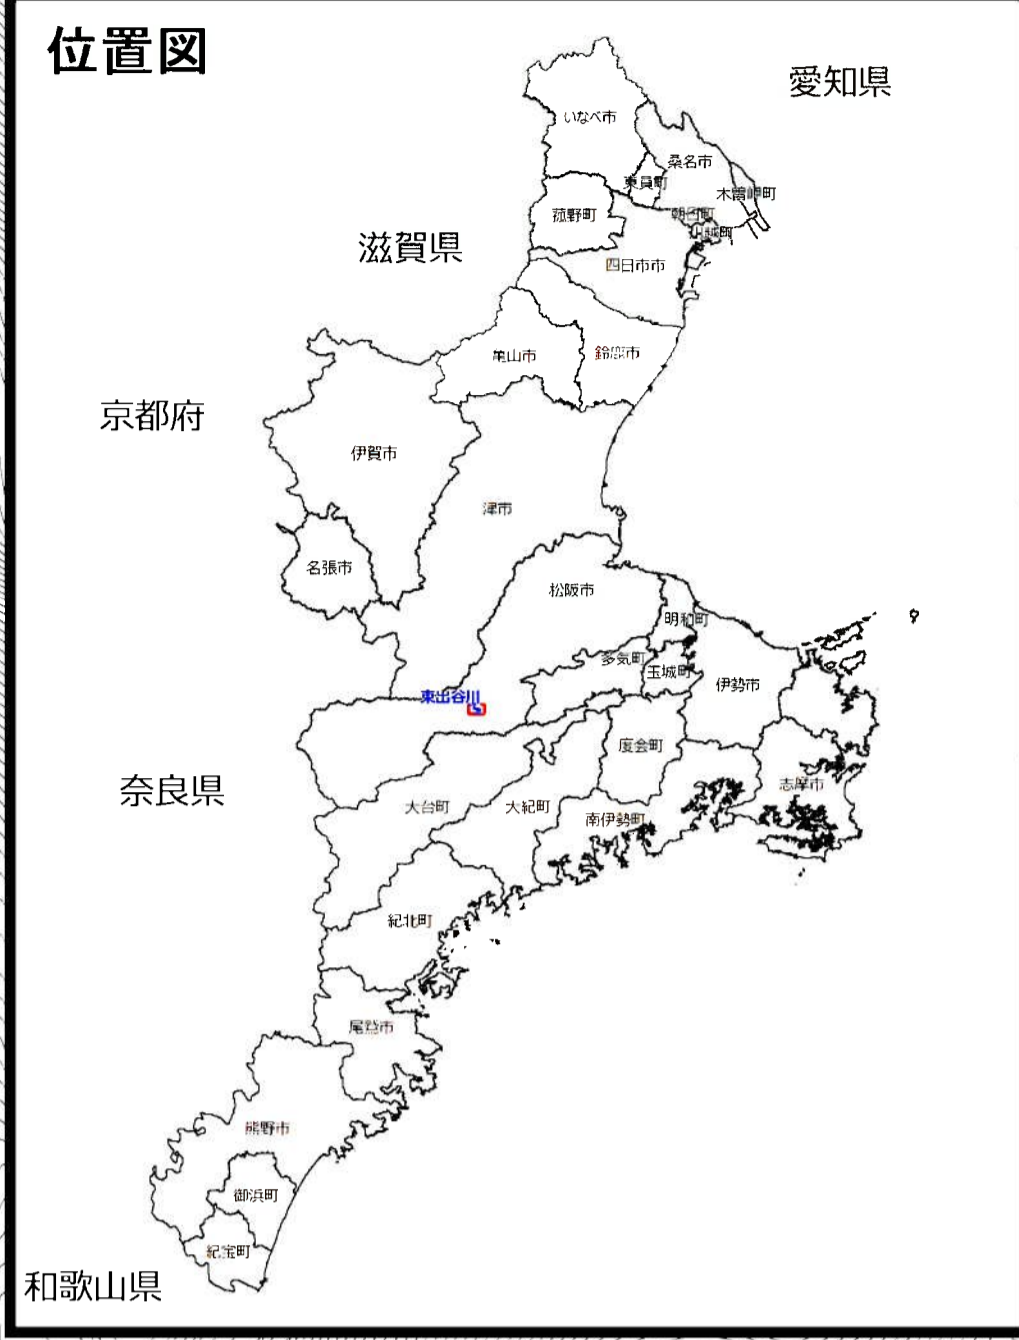 位置図
愛知県
いなべ市
桑名市
東員町
木曽岬町
菰野町
朝日町
川越町
滋賀県
四日市市
亀山市
鈴鹿市
京都府
伊賀市
津市
名張市
松阪市
明和町
多気町
玉城町
伊勢市
東出谷川
度会町
奈良県
志摩市
大台町
大紀町
南伊勢町
紀北町
尾鷲市
熊野市
御浜町
紀宝町
和歌山県